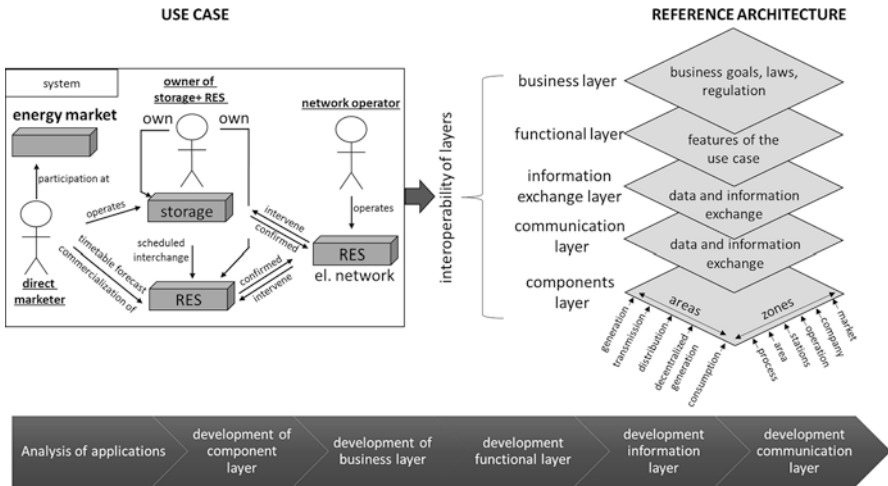 USE CASE
system
energy market
owner of
storage+ RES
own
own
network operator
participation at
operates
storage
intervene
confirmed
operates
scheduled
interchange
timetable forecast
commercialization of
direct
marketer
RES
confirmed
intervene
RES
el. network
REFERENCE ARCHITECTURE
interoperability of layers
business layer
business goals, laws,
regulation
functional layer
features of the
use case
information
exchange layer
data and information
exchange
communication
layer
data and information
exchange
components
layer
areas
zones
generation
transmission
distribution
decentralized
generation
consumption
process
area
stations
operation
company
market
Analysis of applications
development of
component
layer
development of
business layer
development
functional layer
development
information
layer
development
communication
layer